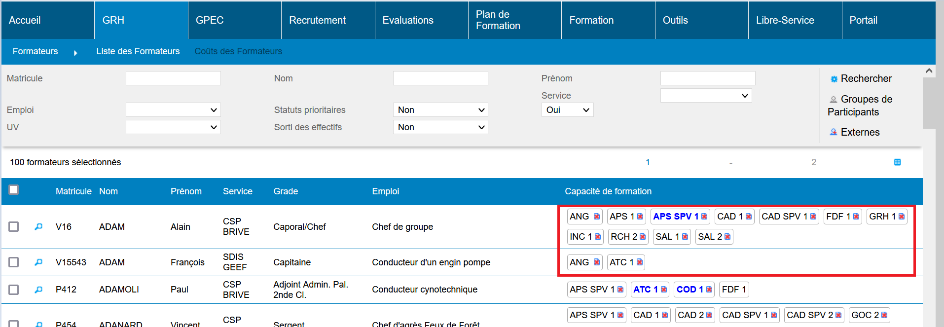 Accueil GRH GPEC Recrutement Evaluations Plan de Formation Formation Outils Libre-Service Portail
Formateurs Liste des Formateurs Coûts des Formateurs
Matricule Nom Prénom
Service
Emploi Statuts prioritaires Non Oui
UV Sorti des effectifs Non
Rechercher
Groupes de Participants
Externes
100 formateurs sélectionnés 1 - 2
Matricule Nom Prénom Service Grade Emploi Capacité de formation
V16 ADAM Alain CSP BRIVE Caporal/Chef Chef de groupe ANG APS 1 APS SPV 1 CAD 1 CAD SPV 1 FDF 1 GRH 1
INC 1 RCH 2 SAL 1 SAL 2
V15543 ADAM François SDIS GEEF Capitaine Conducteur d'un engin pompe ANG ATC 1
P412 ADAMOLI Paul CSP BRIVE Adjoint Admin. Pal. 2nde Cl. Conducteur cynotechnique APS SPV 1 ATC 1 COD 1 FDF 1
P454 ADANARD Vincent CSP Sergent Chef d'agrès Feux de Forêt APS SPV 1 CAD 1 CAD 2 CAD SPV 1 CAD SPV 2 GOC 2